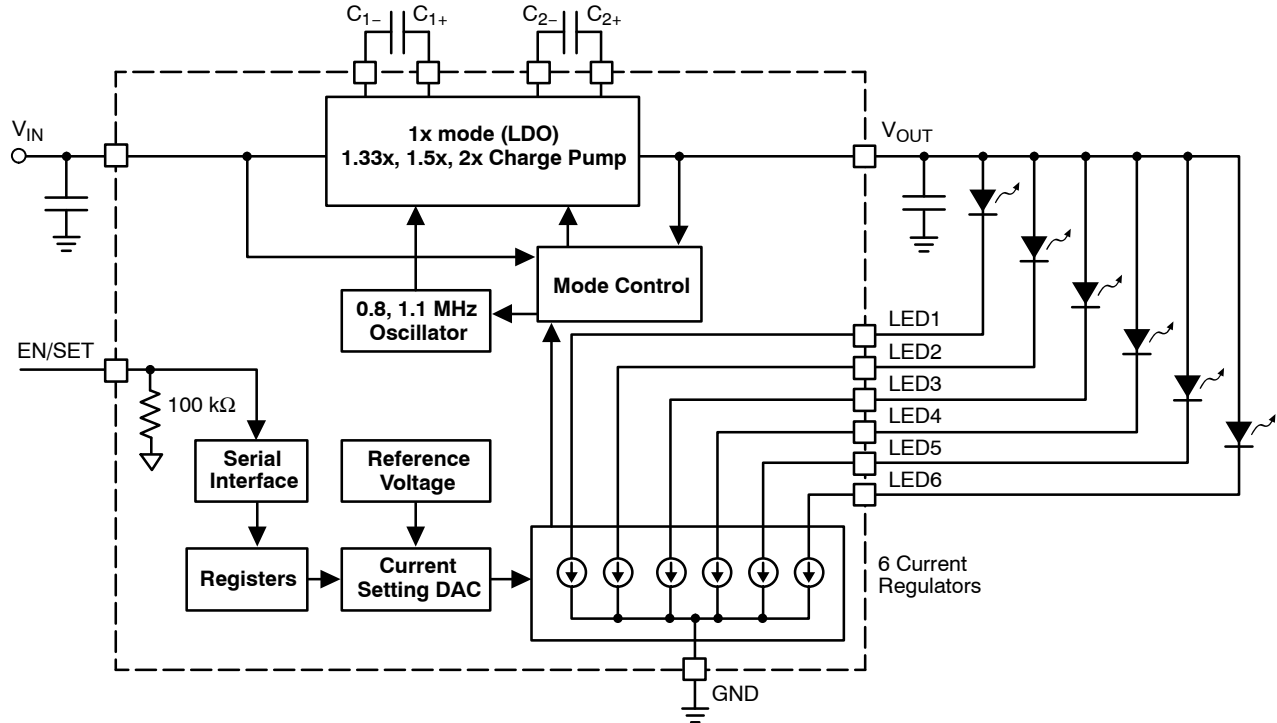 C1− C1+ C2− C2+
VIN
1x mode (LDO)
1.33x, 1.5x, 2x Charge Pump
VOUT
Mode Control
0.8, 1.1 MHz
Oscillator
LED1
EN/SET
LED2
LED3
100 kΩ
LED4
Serial
Interface
Reference
Voltage
LED5
LED6
Registers
Current
Setting DAC
6 Current
Regulators
GND